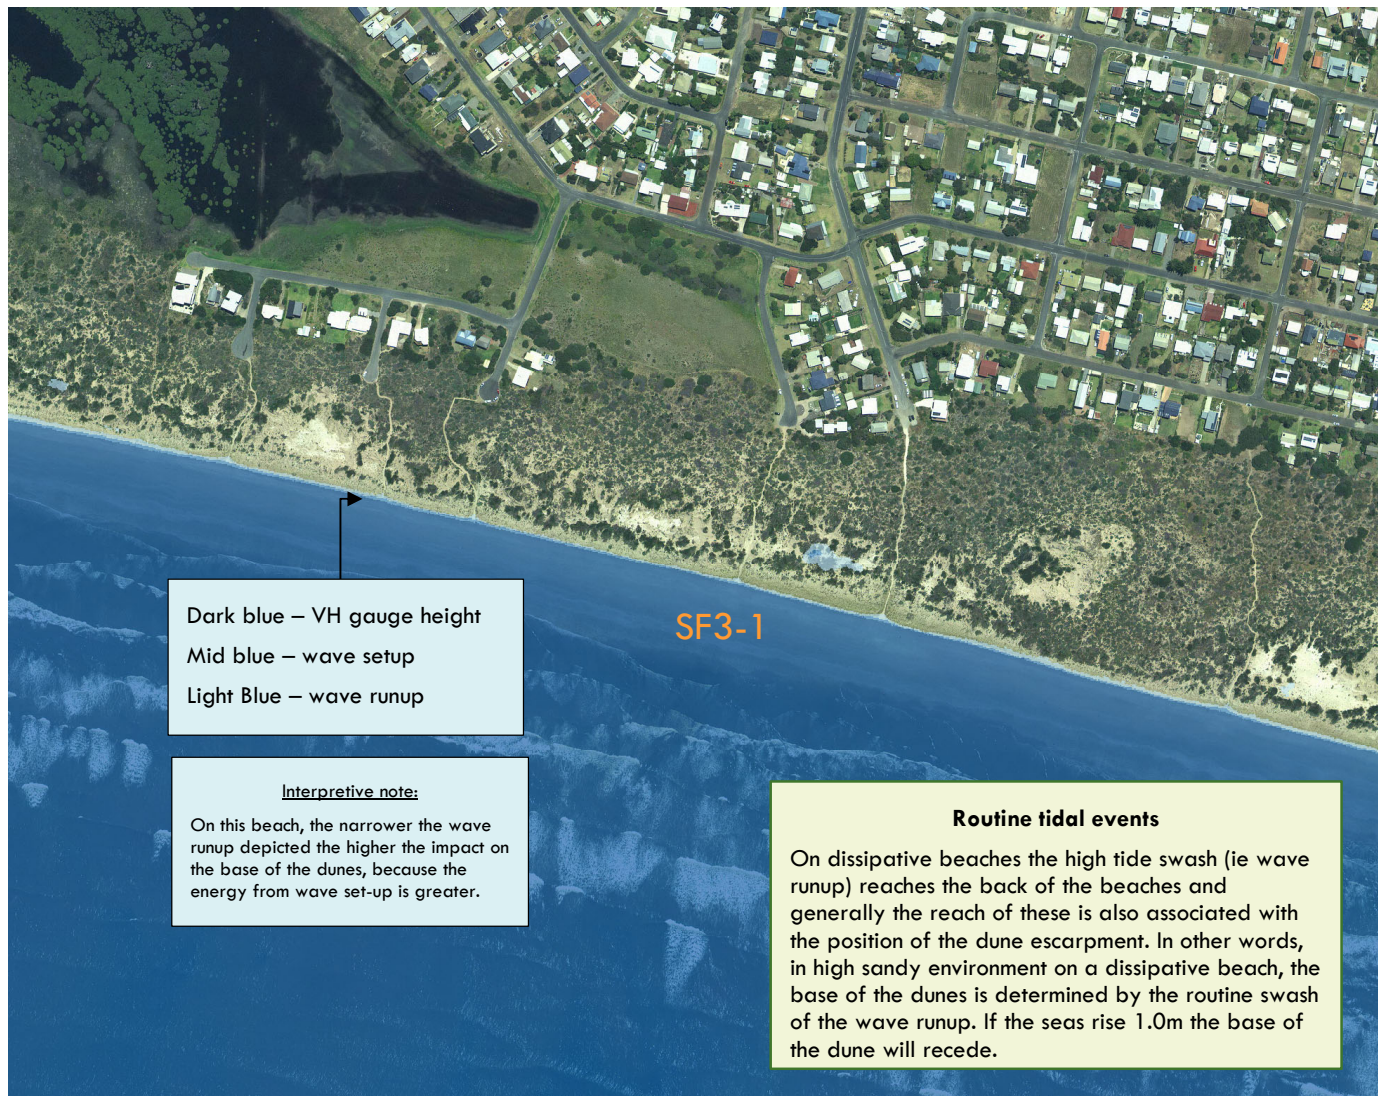 Dark blue – VH gauge height
Mid blue – wave setup
Light Blue – wave runup
SF3-1
Interpretive note:
On this beach, the narrower the wave
runup depicted the higher the impact on
the base of the dunes, because the
energy from wave set-up is greater.
Routine tidal events
On dissipative beaches the high tide swash (ie wave
runup) reaches the back of the beaches and
generally the reach of these is also associated with
the position of the dune escarpment. In other words,
in high sandy environment on a dissipative beach, the
base of the dunes is determined by the routine swash
of the wave runup. If the seas rise 1.0m the base of
the dune will recede.